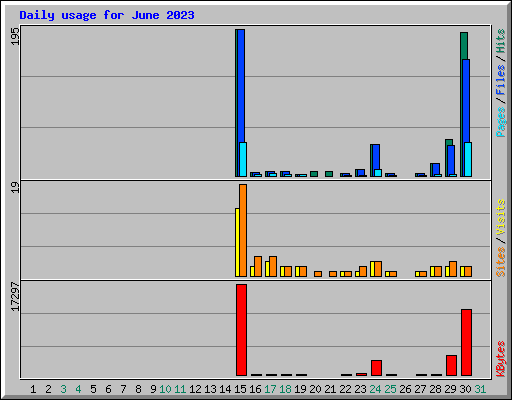 Daily usage for June 2023
195
Pages / Files / Hits
19
Sites / Visits
17297
KBytes
1 2 3 4 5 6 7 8 9 10 11 12 13 14 15 16 17 18 19 20 21 22 23 24 25 26 27 28 29 30 31